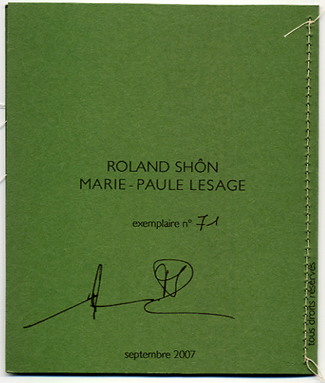 ROLAND SHÔN
MARIE-PAULE LESAGE
exemplaire n° 71
septembre 2007
tous droits réservés